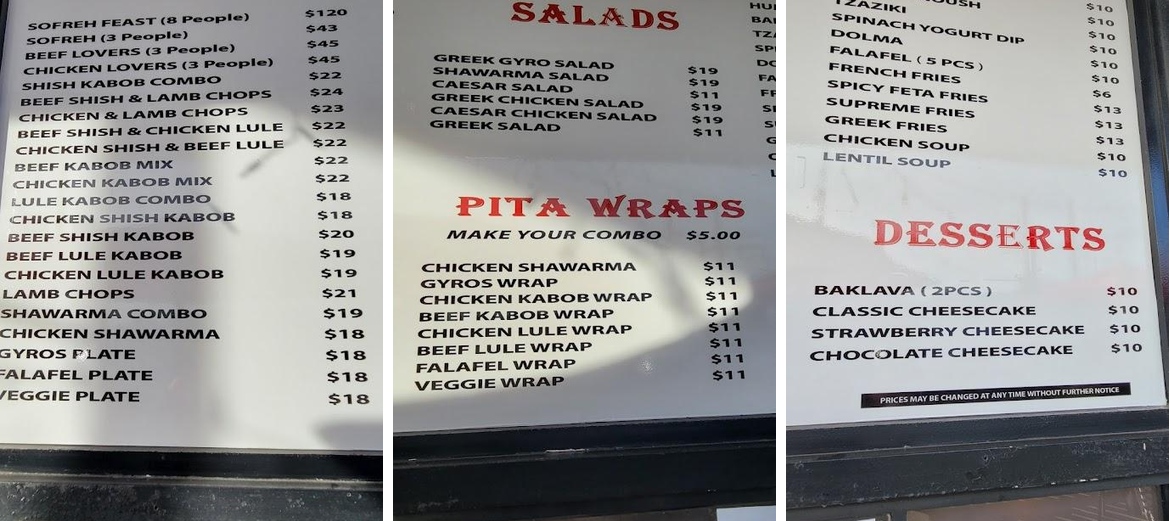 SOFREH FEAST (8 People) $120
SOFREH (3 People) $43
BEEF LOVERS (3 People) $45
CHICKEN LOVERS (3 People) $45
SHISH KABOB COMBO $22
BEEF SHISH & LAMB CHOPS $24
CHICKEN & LAMB CHOPS $23
BEEF SHISH & CHICKEN LULE $22
CHICKEN SHISH & BEEF LULE $22
BEEF KABOB MIX $22
CHICKEN KABOB MIX $22
LULE KABOB COMBO $18
CHICKEN SHISH KABOB $18
BEEF SHISH KABOB $20
BEEF LULE KABOB $19
CHICKEN LULE KABOB $19
LAMB CHOPS $21
SHAWARMA COMBO $19
CHICKEN SHAWARMA $18
GYROS PLATE $18
FALAFEL PLATE $18
VEGGIE PLATE $18
SALADS
GREEK GYRO SALAD $19
SHAWARMA SALAD $19
CAESAR SALAD $11
GREEK CHICKEN SALAD $19
CAESAR CHICKEN SALAD $19
GREEK SALAD $11
PITA WRAPS
MAKE YOUR COMBO $5.00
CHICKEN SHAWARMA $11
GYROS WRAP $11
CHICKEN KABOB WRAP $11
BEEF KABOB WRAP $11
CHICKEN LULE WRAP $11
BEEF LULE WRAP $11
FALAFEL WRAP $11
VEGGIE WRAP $11
$10
TZAZIKI $10
SPINACH YOGURT DIP $10
DOLMA $10
FALAFEL ( 5 PCS ) $10
FRENCH FRIES $6
SPICY FETA FRIES $13
SUPREME FRIES $13
GREEK FRIES $13
CHICKEN SOUP $10
LENTIL SOUP $10
DESSERTS
BAKLAVA ( 2PCS ) $10
CLASSIC CHEESECAKE $10
STRAWBERRY CHEESECAKE $10
CHOCOLATE CHEESECAKE $10
PRICES MAY BE CHANGED AT ANY TIME WITHOUT FURTHER NOTICE